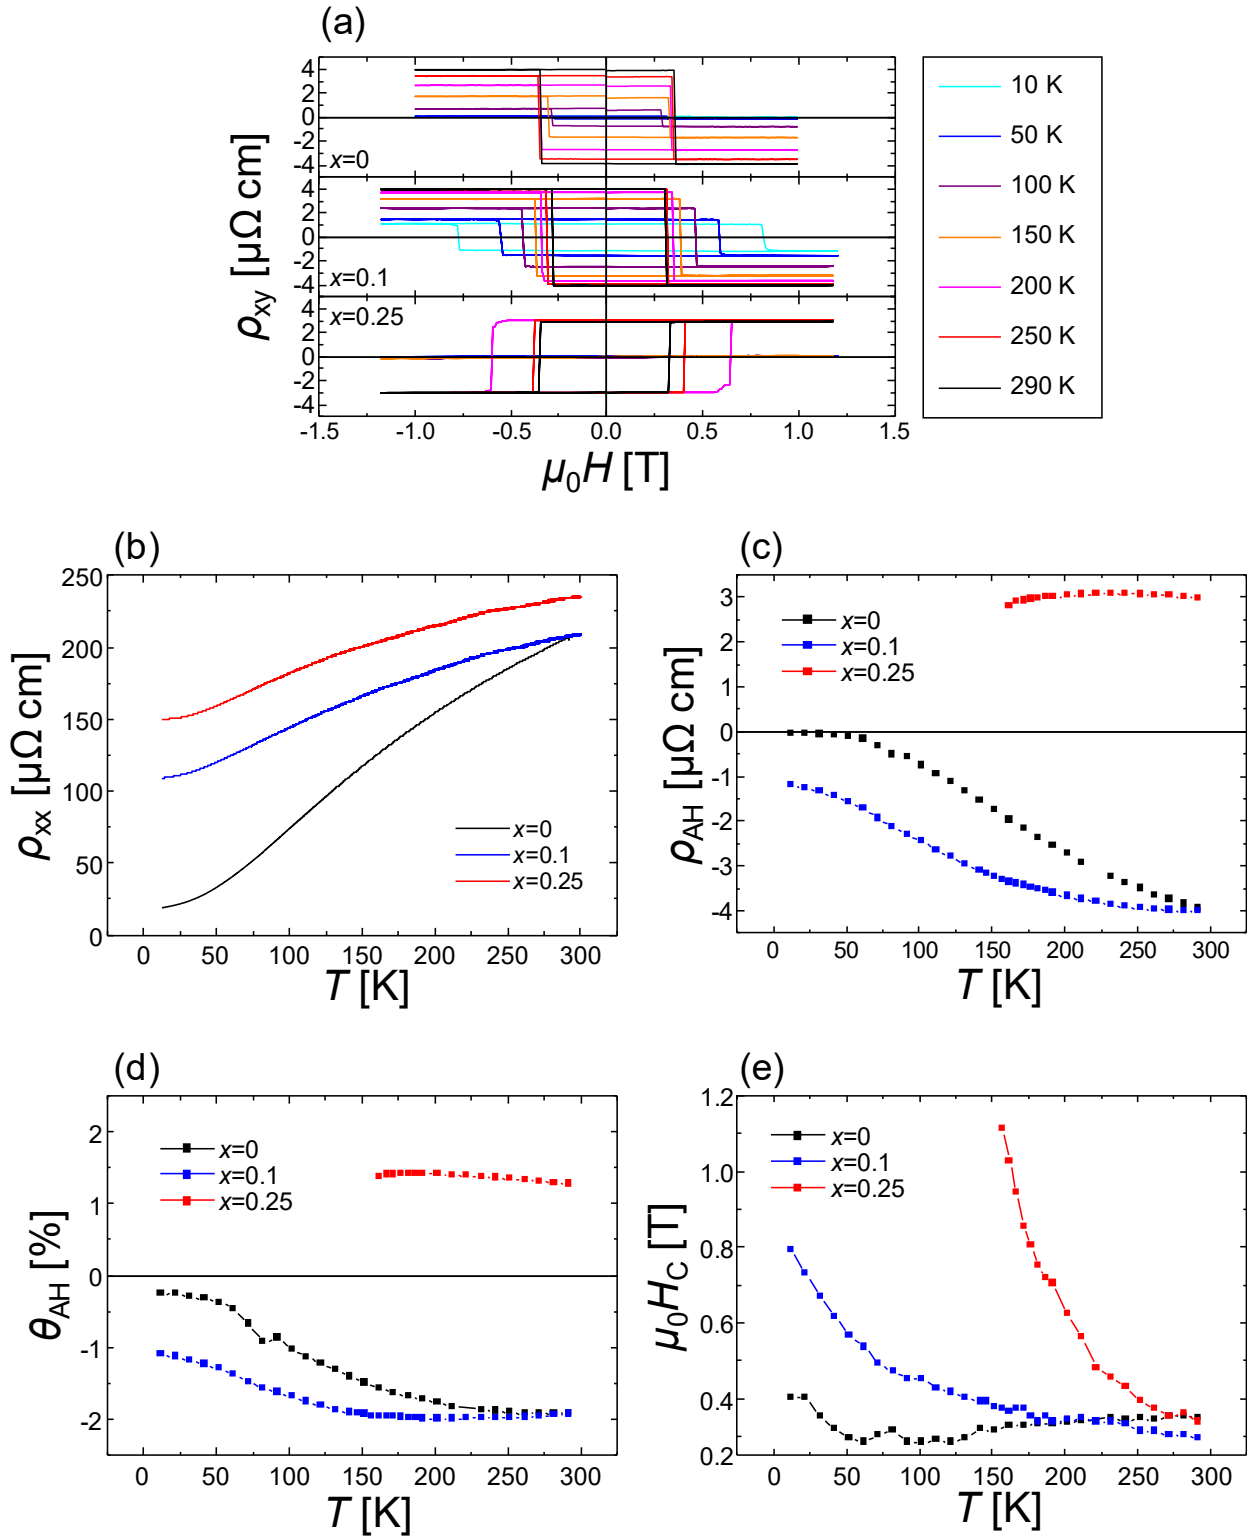 (a)
4
2
0
-2
-4
x=0
4
2
0
-2
-4
x=0.1
4
2
0
-2
-4
x=0.25
ρxy [µΩ cm]
-1.5 -1.0 -0.5 0.0 0.5 1.0 1.5
μ0H [T]
10 K
50 K
100 K
150 K
200 K
250 K
290 K
(b)
250
200
150
100
50
0
ρxx [µΩ cm]
x=0
x=0.1
x=0.25
0 50 100 150 200 250 300
T [K]
(c)
3
2
1
0
-1
-2
-3
-4
ρAH [µΩ cm]
x=0
x=0.1
x=0.25
0 50 100 150 200 250 300
T [K]
(d)
2
1
0
-1
-2
θAH [%]
x=0
x=0.1
x=0.25
0 50 100 150 200 250 300
T [K]
(e)
1.2
1.0
0.8
0.6
0.4
0.2
μ0HC [T]
x=0
x=0.1
x=0.25
0 50 100 150 200 250 300
T [K]